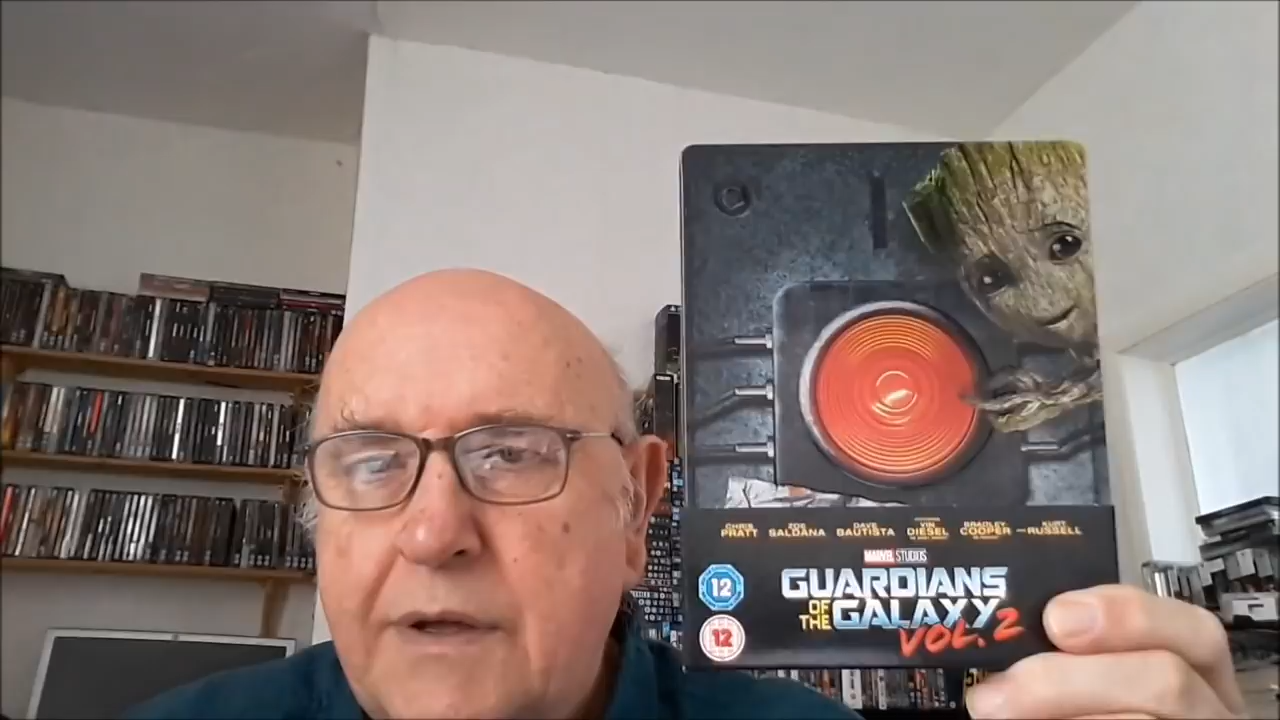 CHRIS PRATT ZOE SALDANA DAVE BAUTISTA VIN DIESEL BRADLEY COOPER KURT RUSSELL
MARVEL STUDIOS
GUARDIANS
OF THE GALAXY
VOL. 2
12
12